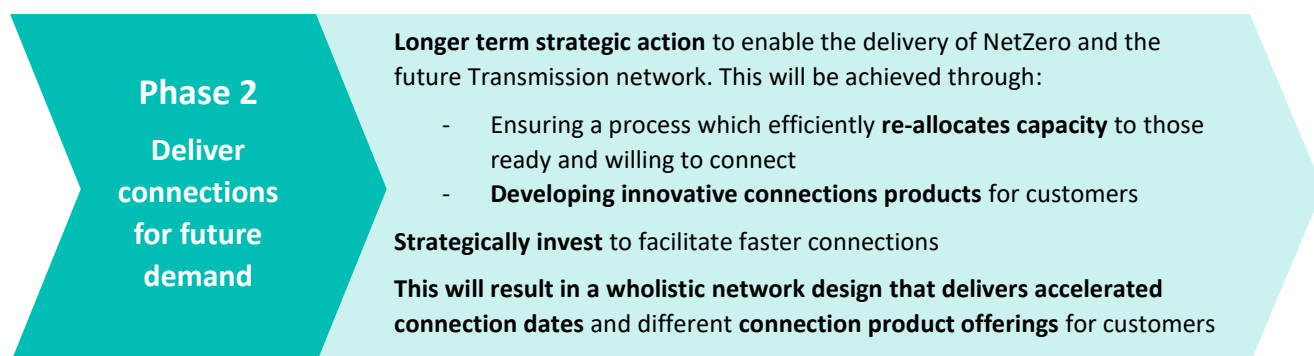 Phase 2
Deliver
connections
for future
demand
Longer term strategic action to enable the delivery of NetZero and the
future Transmission network. This will be achieved through:
- Ensuring a process which efficiently re-allocates capacity to those
ready and willing to connect
- Developing innovative connections products for customers
Strategically invest to facilitate faster connections
This will result in a wholistic network design that delivers accelerated
connection dates and different connection product offerings for customers